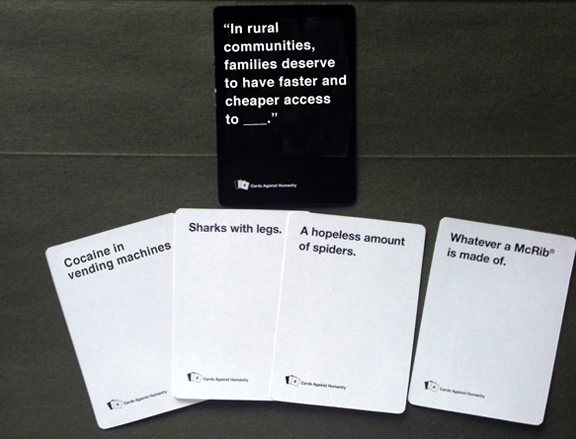 “In rural
communities,
families deserve
to have faster and
cheaper access
to ___.”
Cards Against Humanity
Cocaine in
vending machines
Cards Against Humanity
Sharks with legs.
Cards Against Humanity
A hopeless amount
of spiders.
Cards Against Humanity
Whatever a McRib®
is made of.
Cards Against Humanity